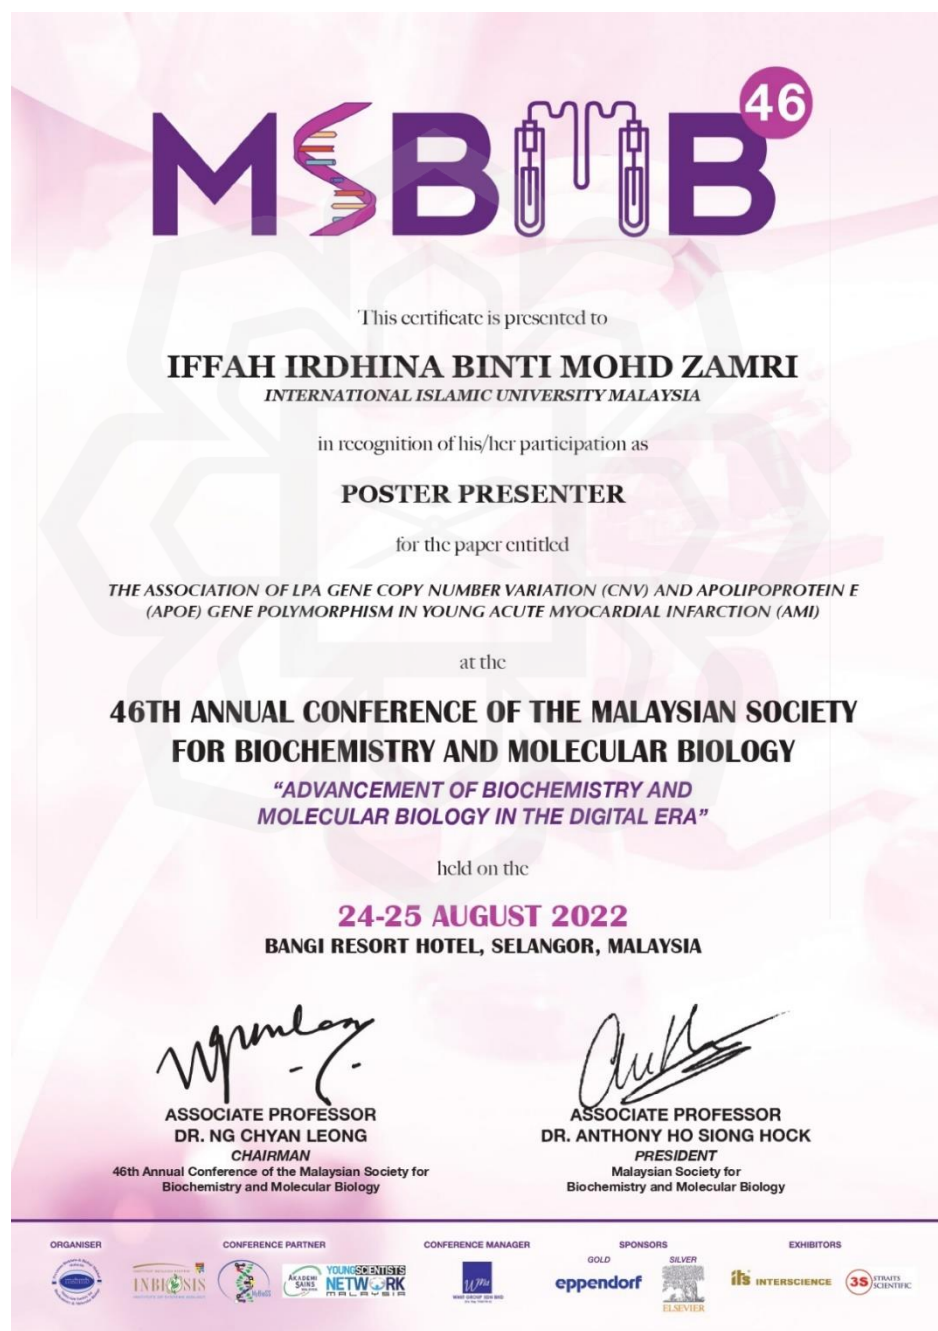 MSBMB
46
This certificate is presented to
IFFAH IRDHINA BINTI MOHD ZAMRI
INTERNATIONAL ISLAMIC UNIVERSITY MALAYSIA
in recognition of his/her participation as
POSTER PRESENTER
for the paper entitled
THE ASSOCIATION OF LPA GENE COPY NUMBER VARIATION (CNV) AND APOLIPOPROTEIN E
(APOE) GENE POLYMORPHISM IN YOUNG ACUTE MYOCARDIAL INFARCTION (AMI)
at the
46TH ANNUAL CONFERENCE OF THE MALAYSIAN SOCIETY
FOR BIOCHEMISTRY AND MOLECULAR BIOLOGY
"ADVANCEMENT OF BIOCHEMISTRY AND
MOLECULAR BIOLOGY IN THE DIGITAL ERA"
held on the
24-25 AUGUST 2022
BANGI RESORT HOTEL, SELANGOR, MALAYSIA
ASSOCIATE PROFESSOR
DR. NG CHYAN LEONG
CHAIRMAN
46th Annual Conference of the Malaysian Society for
Biochemistry and Molecular Biology
ASSOCIATE PROFESSOR
DR. ANTHONY HO SIONG HOCK
PRESIDENT
Malaysian Society for
Biochemistry and Molecular Biology
ORGANISER
CONFERENCE PARTNER
INBIOSIS
AKADEMI
SAINS
YOUNGSCIENTISTS
NETWORK
MALAYSIA
CONFERENCE MANAGER
SPONSORS
GOLD
eppendorf
SILVER
ELSEVIER
EXHIBITORS
its INTERSCIENCE
3S STRAITS
SCIENTIFIC